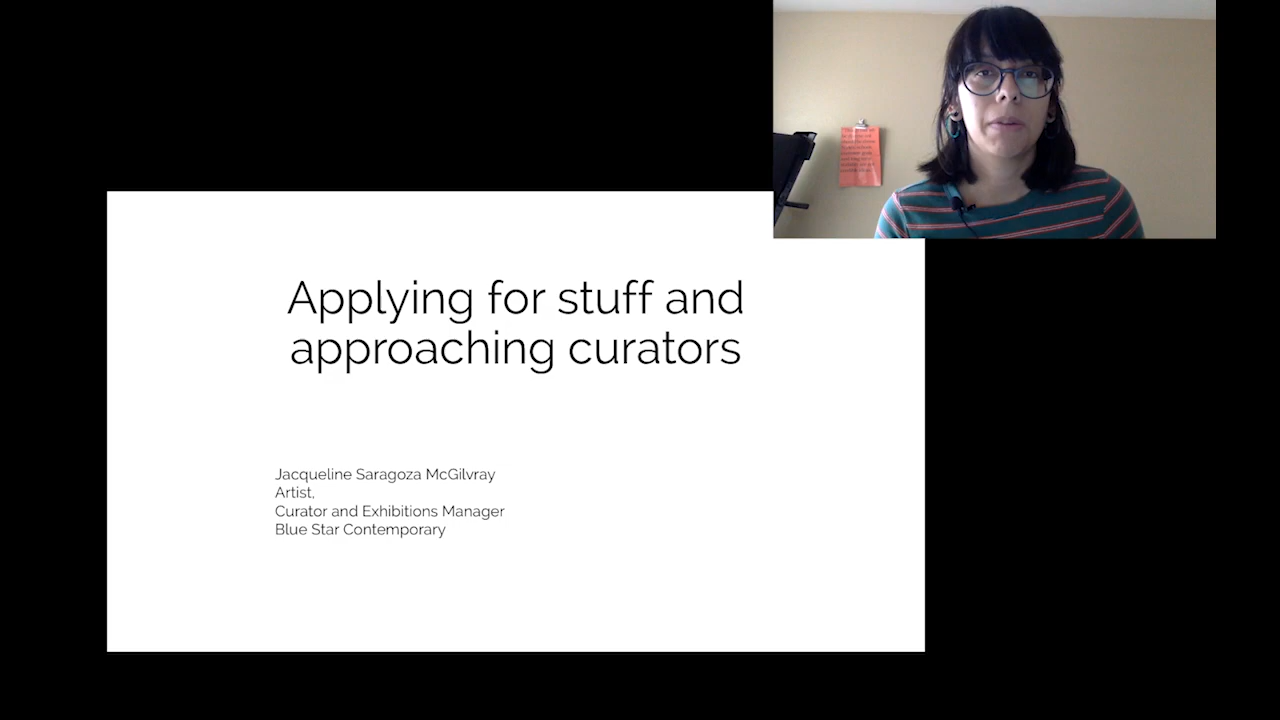 Applying for stuff and
approaching curators
Jacqueline Saragoza McGilvray
Artist,
Curator and Exhibitions Manager
Blue Star Contemporary